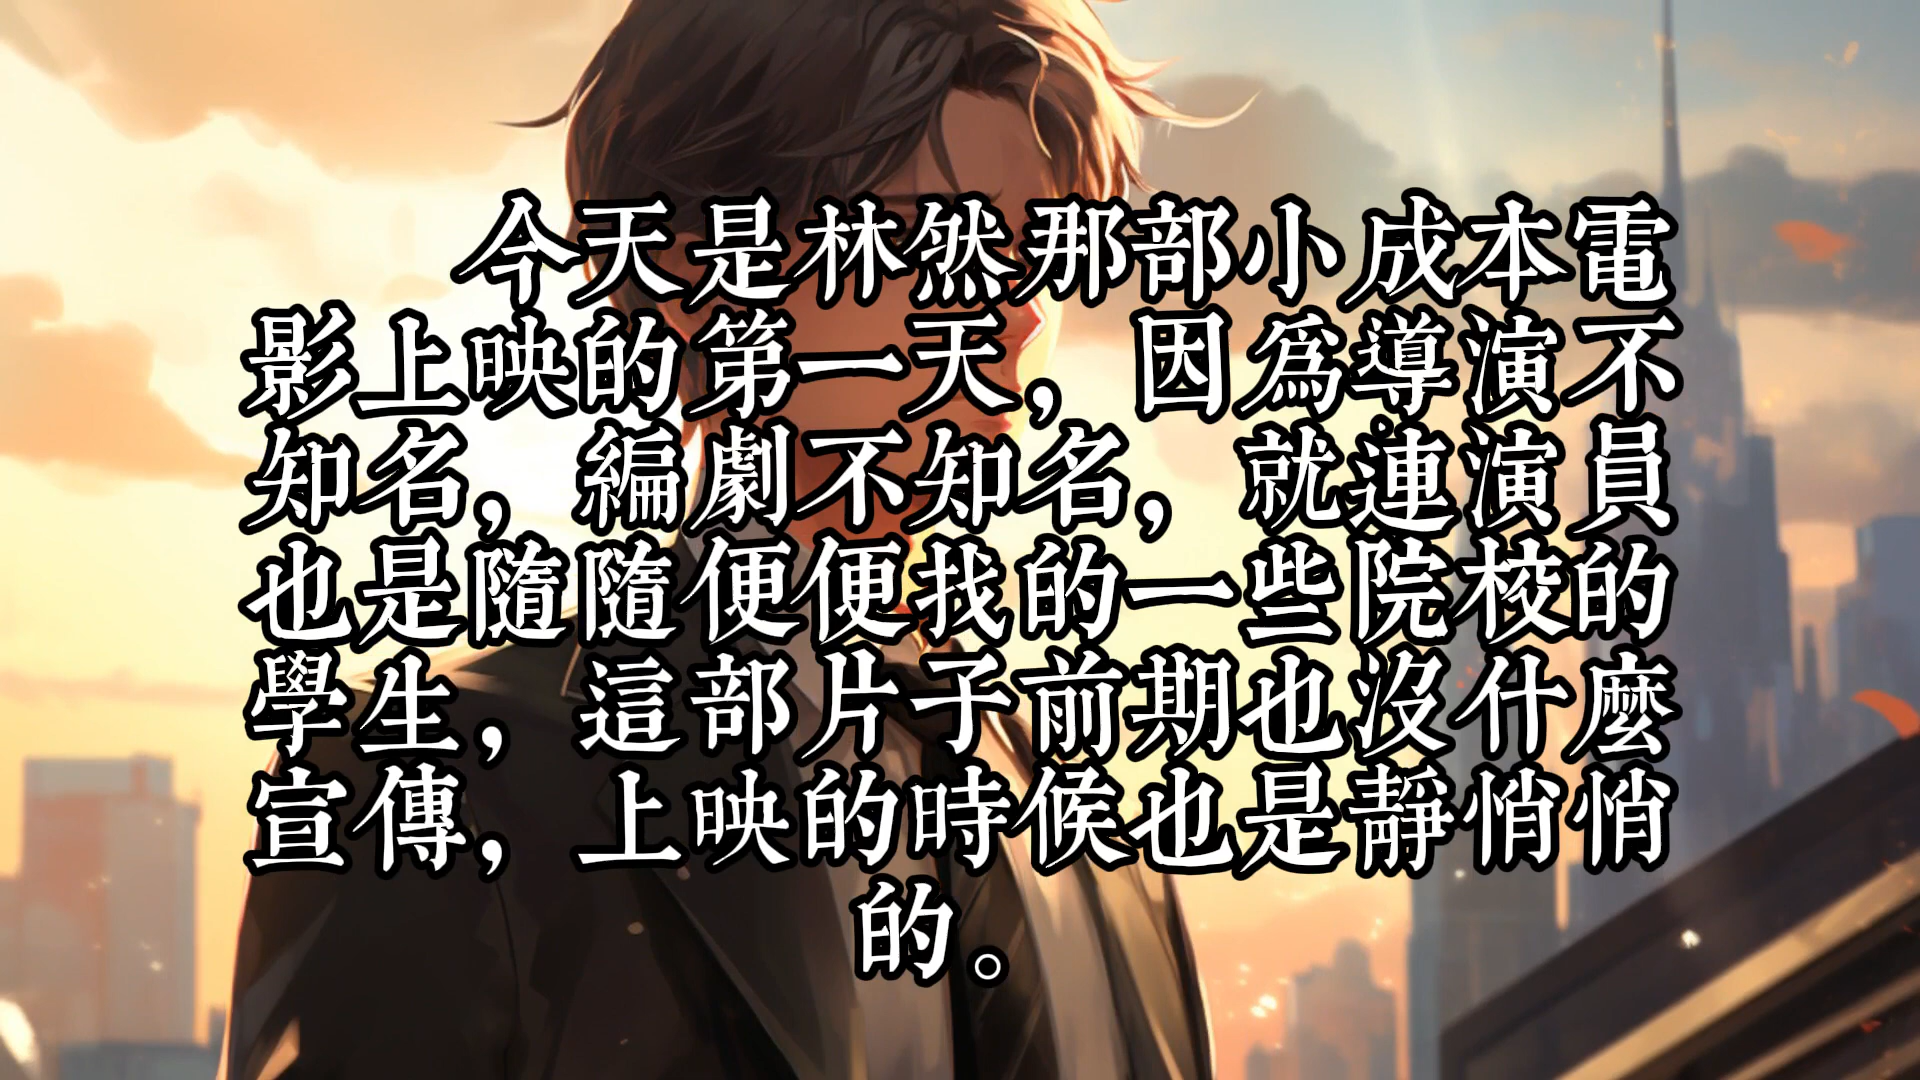 今天是林然那部小成本電
影上映的第一天，因爲導演不
知名，編劇不知名，就連演員
也是隨隨便便找的一些院校的
學生，這部片子前期也沒什麼
宣傳，上映的時候也是靜悄悄
的。